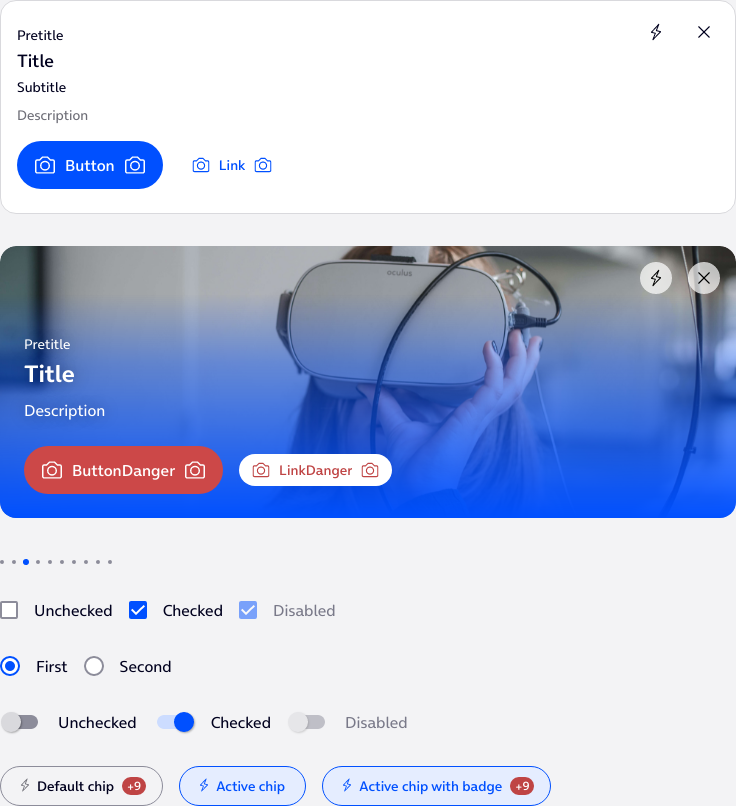 Pretitle
Title
Subtitle
Description
Button Link
oculus
Pretitle
Title
Description
ButtonDanger LinkDanger
Unchecked Checked Disabled
First Second
Unchecked Checked Disabled
Default chip +9 Active chip Active chip with badge +9